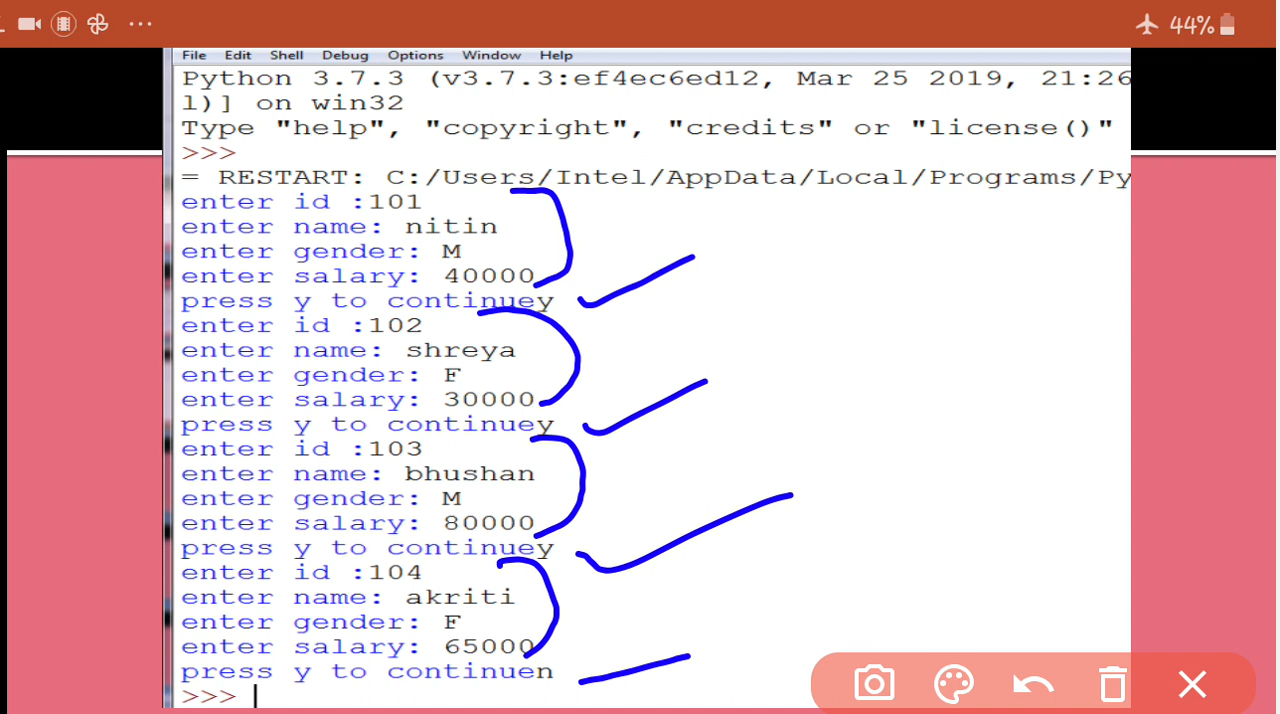 44%
File Edit Shell Debug Options Window Help
Python 3.7.3 (v3.7.3:ef4ec6ed12, Mar 25 2019, 21:26
l)] on win32
Type "help", "copyright", "credits" or "license()"
>>>
= RESTART: C:/Users/Intel/AppData/Local/Programs/Py
enter id :101
enter name: nitin
enter gender: M
enter salary: 40000
press y to continuey
enter id :102
enter name: shreya
enter gender: F
enter salary: 30000
press y to continuey
enter id :103
enter name: bhushan
enter gender: M
enter salary: 80000
press y to continuey
enter id :104
enter name: akriti
enter gender: F
enter salary: 65000
press y to continuen
>>>